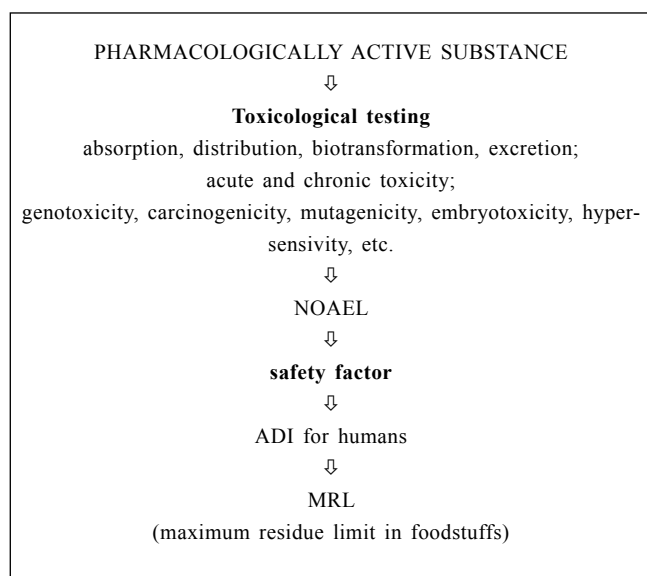 PHARMACOLOGICALLY ACTIVE SUBSTANCE
⇩
Toxicological testing
absorption, distribution, biotransformation, excretion;
acute and chronic toxicity;
genotoxicity, carcinogenicity, mutagenicity, embryotoxicity, hyper-
sensivity, etc.
⇩
NOAEL
⇩
safety factor
⇩
ADI for humans
⇩
MRL
(maximum residue limit in foodstuffs)